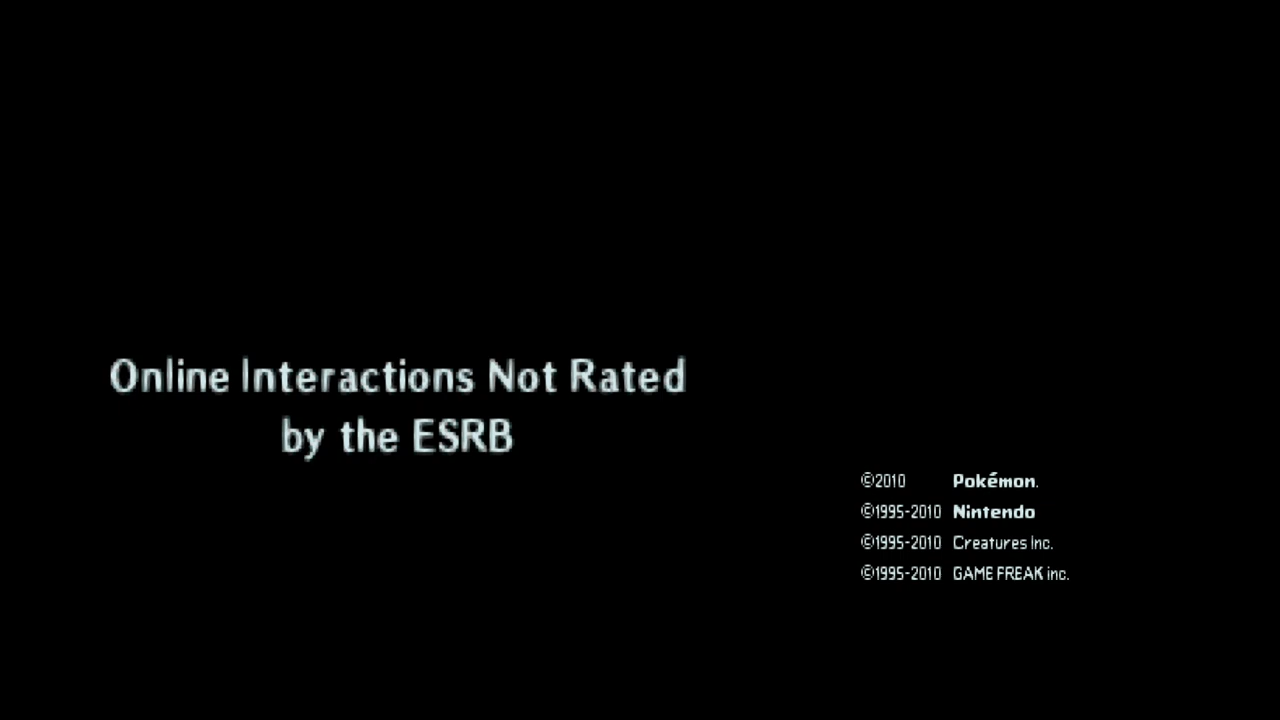 Online Interactions Not Rated
by the ESRB
©2010 Pokémon.
©1995-2010 Nintendo
©1995-2010 Creatures Inc.
©1995-2010 GAME FREAK inc.